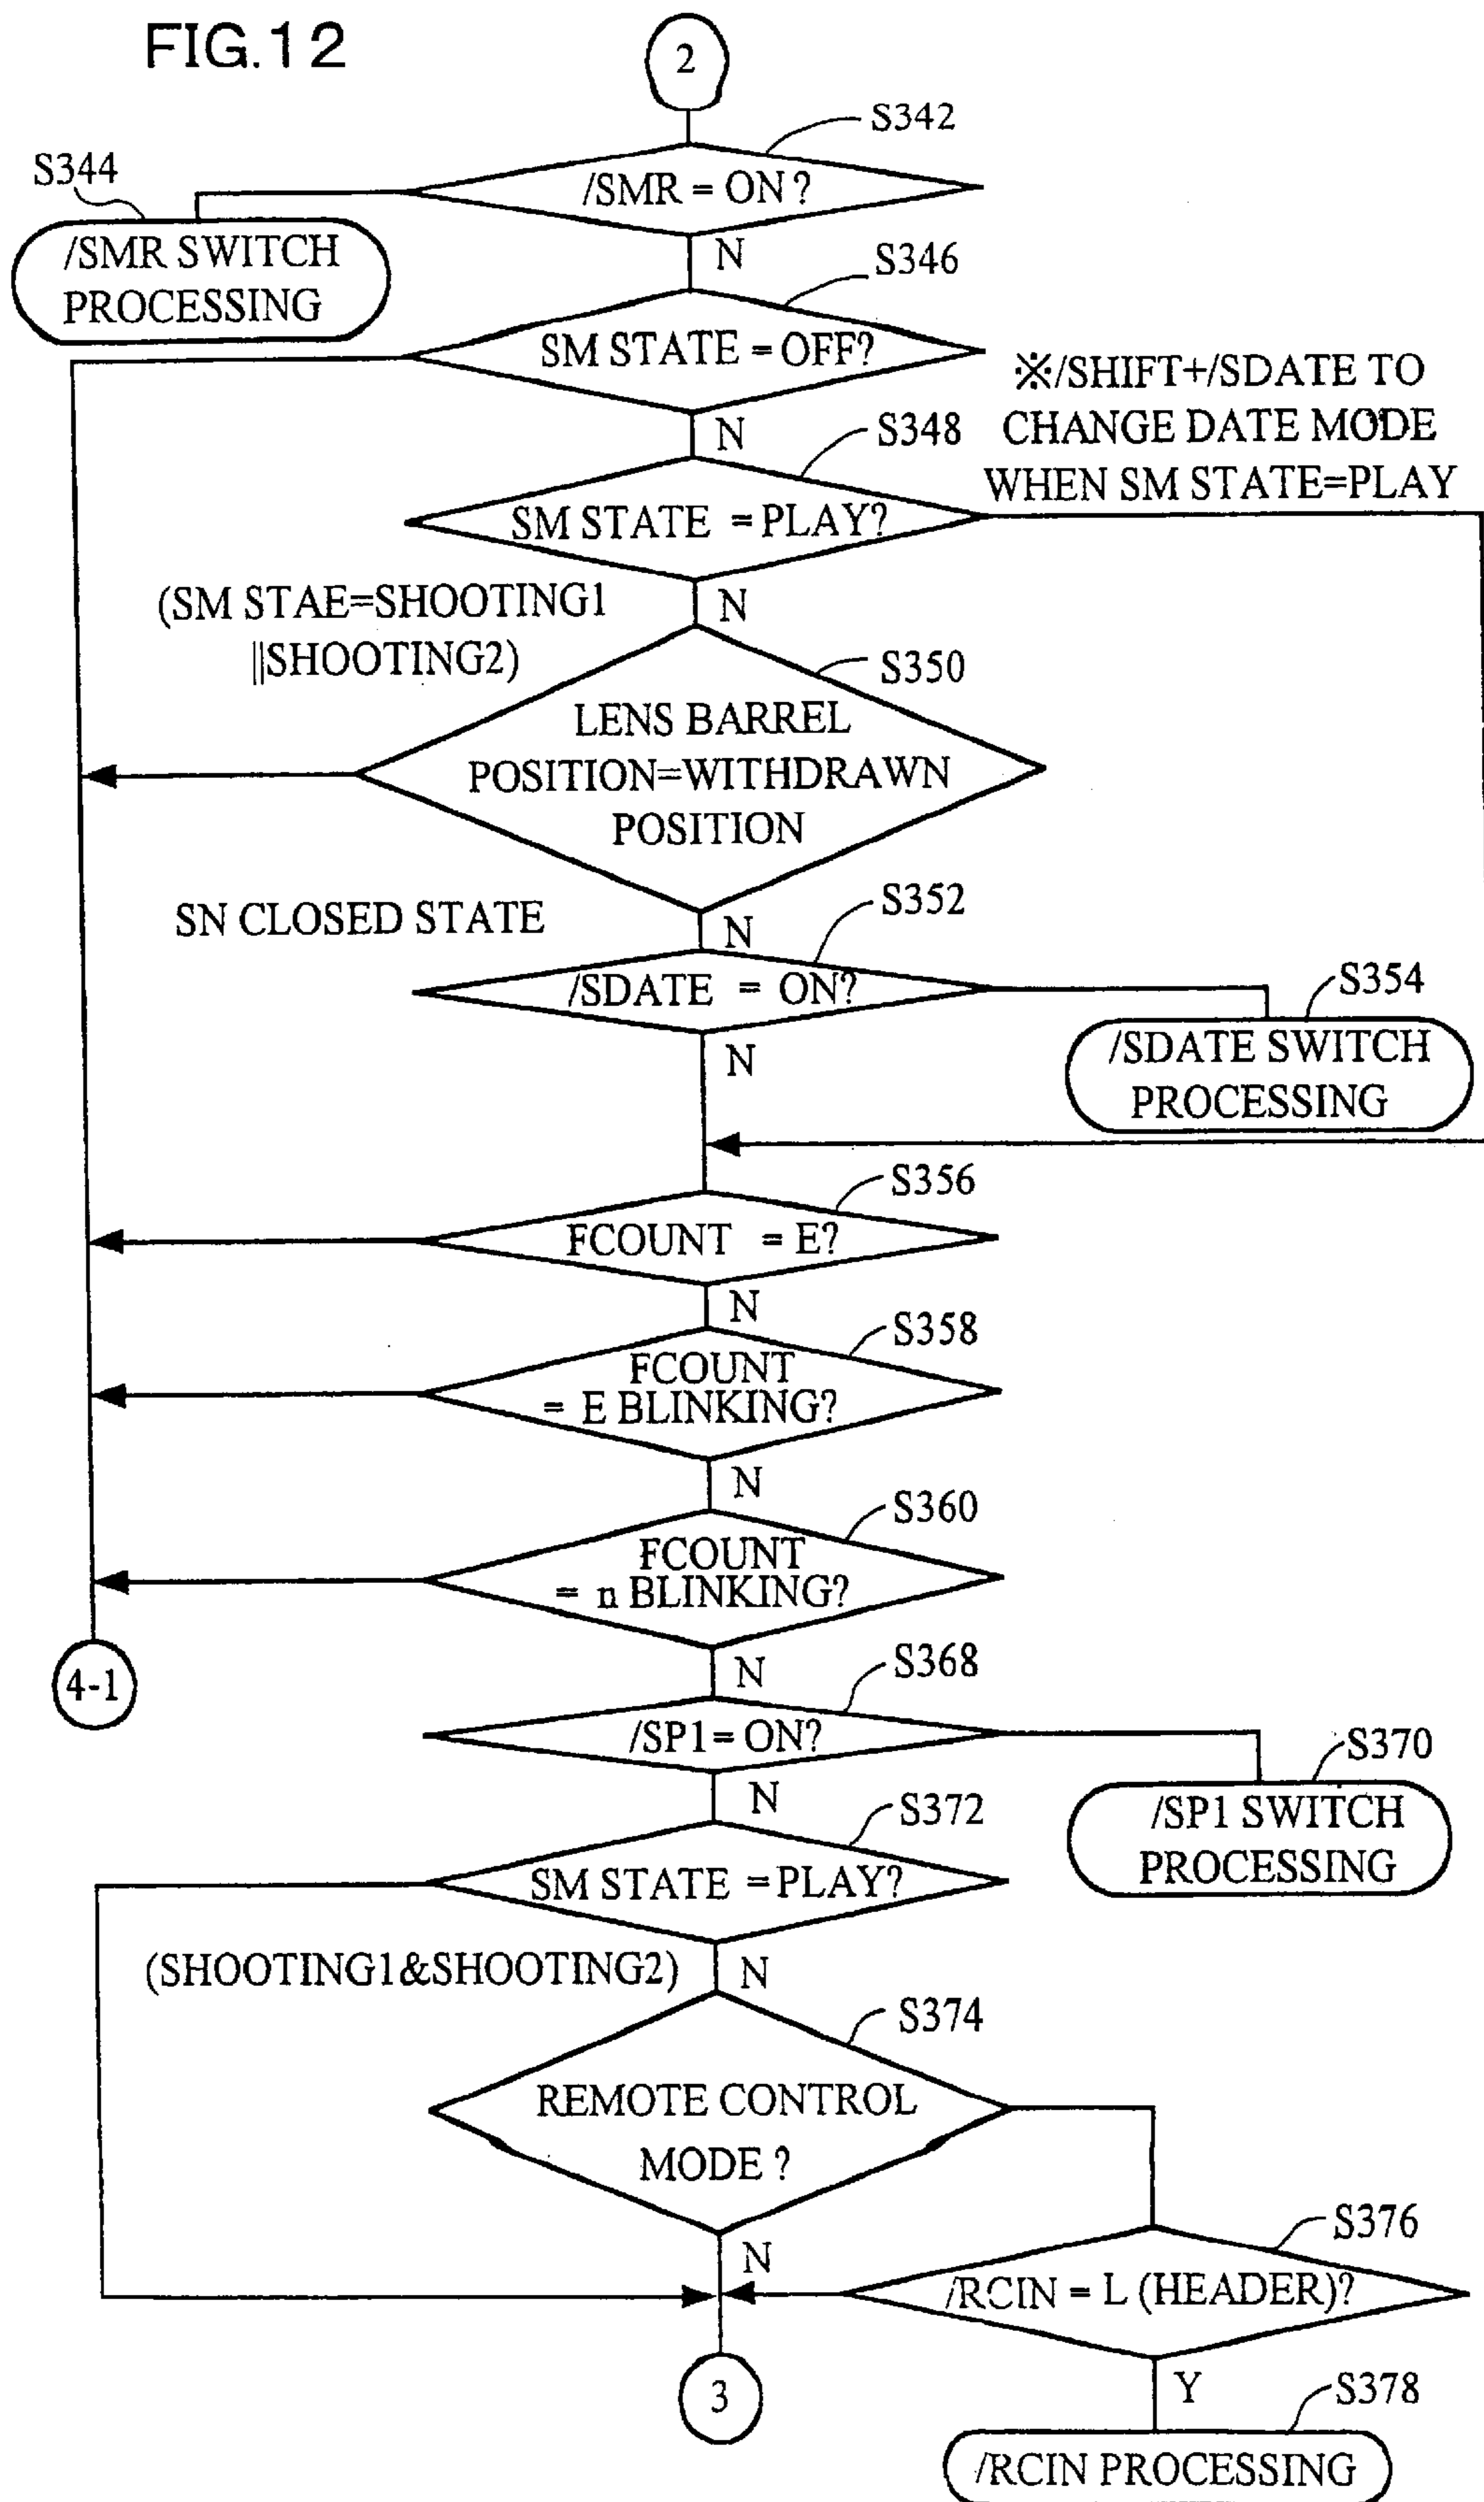 FIG.12
2
S342
/SMR = ON?
S344
/SMR SWITCH
PROCESSING
N
S346
SM STATE = OFF?
※/SHIFT+/SDATE TO
CHANGE DATE MODE
WHEN SM STATE=PLAY
N
S348
SM STATE = PLAY?
(SM STAE=SHOOTING1
||SHOOTING2)
N
S350
LENS BARREL
POSITION=WITHDRAWN
POSITION
SN CLOSED STATE
N
S352
/SDATE = ON?
S354
/SDATE SWITCH
PROCESSING
N
S356
FCOUNT = E?
N
S358
FCOUNT
= E BLINKING?
N
S360
FCOUNT
= n BLINKING?
4-1
N
S368
/SP1= ON?
S370
/SP1 SWITCH
PROCESSING
N
S372
SM STATE =PLAY?
(SHOOTING1&SHOOTING2)
N
S374
REMOTE CONTROL
MODE ?
N
S376
/RCIN = L (HEADER)?
3
Y
S378
/RCIN PROCESSING